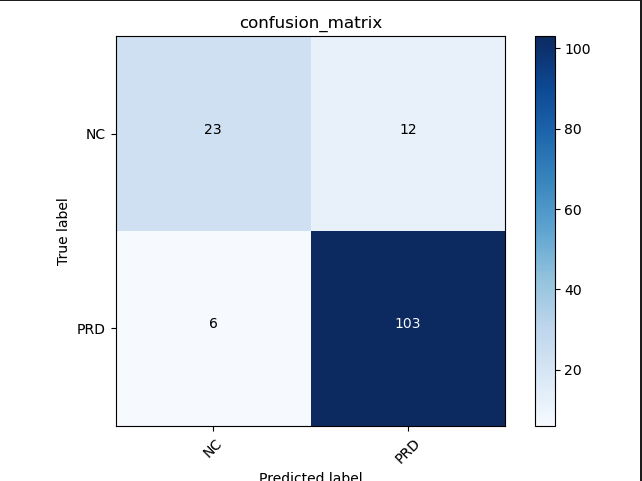 confusion_matrix
100
NC
23
12
80
60
True label
40
PRD
6
103
20
NC
PRD
Predicted label